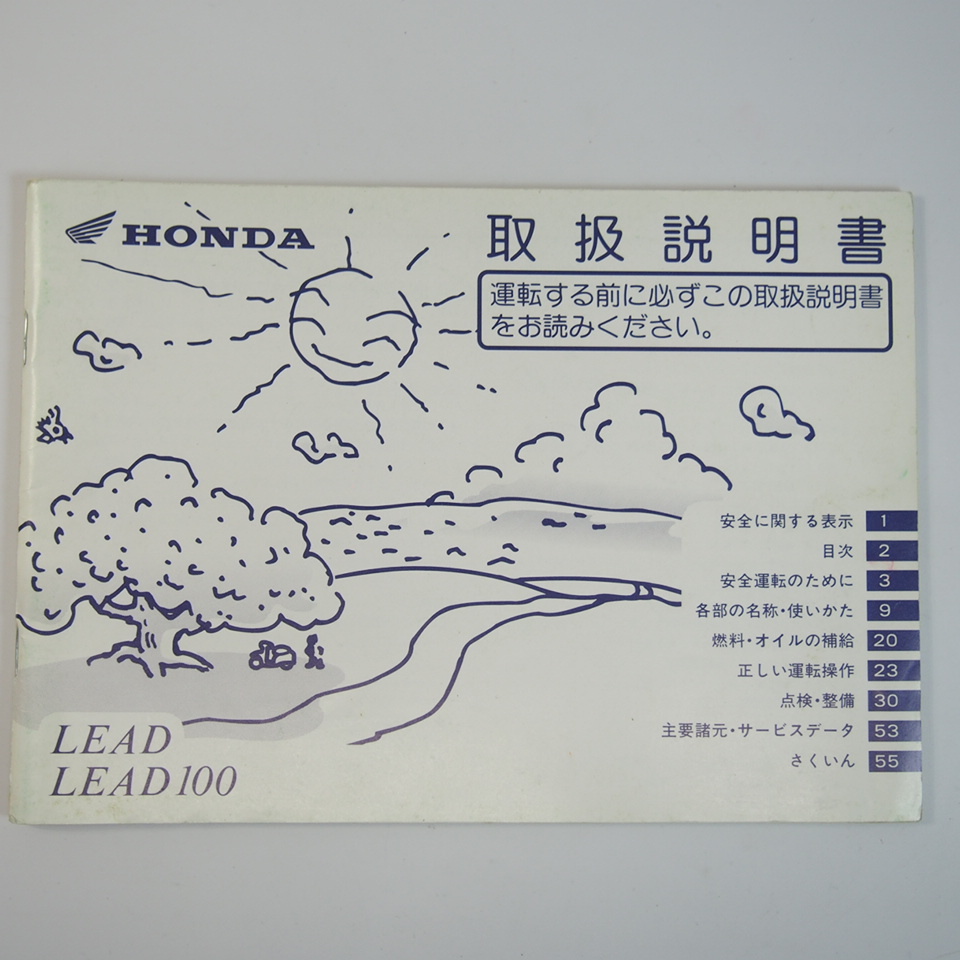 HONDA
取扱説明書
運転する前に必ずこの取扱説明書
をお読みください。
安全に関する表示 1
目次 2
安全運転のために 3
各部の名称・使いかた 9
燃料・オイルの補給 20
正しい運転操作 23
点検・整備 30
主要諸元・サービスデータ 53
さくいん 55
LEAD
LEAD100